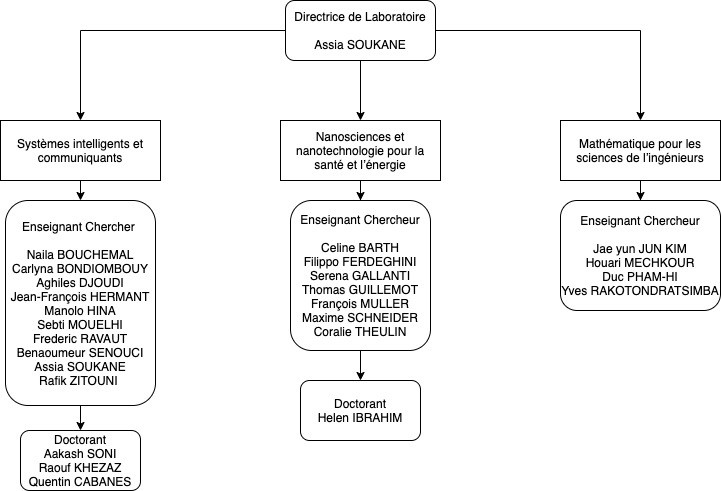 Directrice de Laboratoire
Assia SOUKANE
Systèmes intelligents et
communiquants
Enseignant Chercher
Naila BOUCHEMAL
Carlyna BONDIOMBOUY
Aghiles DJOUDI
Jean-François HERMANT
Manolo HINA
Sebti MOUELHI
Frederic RAVAUT
Benaoumeur SENOUCI
Assia SOUKANE
Rafik ZITOUNI
Doctorant
Aakash SONI
Raouf KHEZAZ
Quentin CABANES
Nanosciences et
nanotechnologie pour la
santé et l'énergie
Enseignant Chercheur
Celine BARTH
Filippo FERDEGHINI
Serena GALLANTI
Thomas GUILLEMOT
François MULLER
Maxime SCHNEIDER
Coralie THEULIN
Doctorant
Helen IBRAHIM
Mathématique pour les
sciences de l'ingénieurs
Enseignant Chercheur
Jae yun JUN KIM
Houari MECHKOUR
Duc PHAM-HI
Yves RAKOTONDRATSIMBA